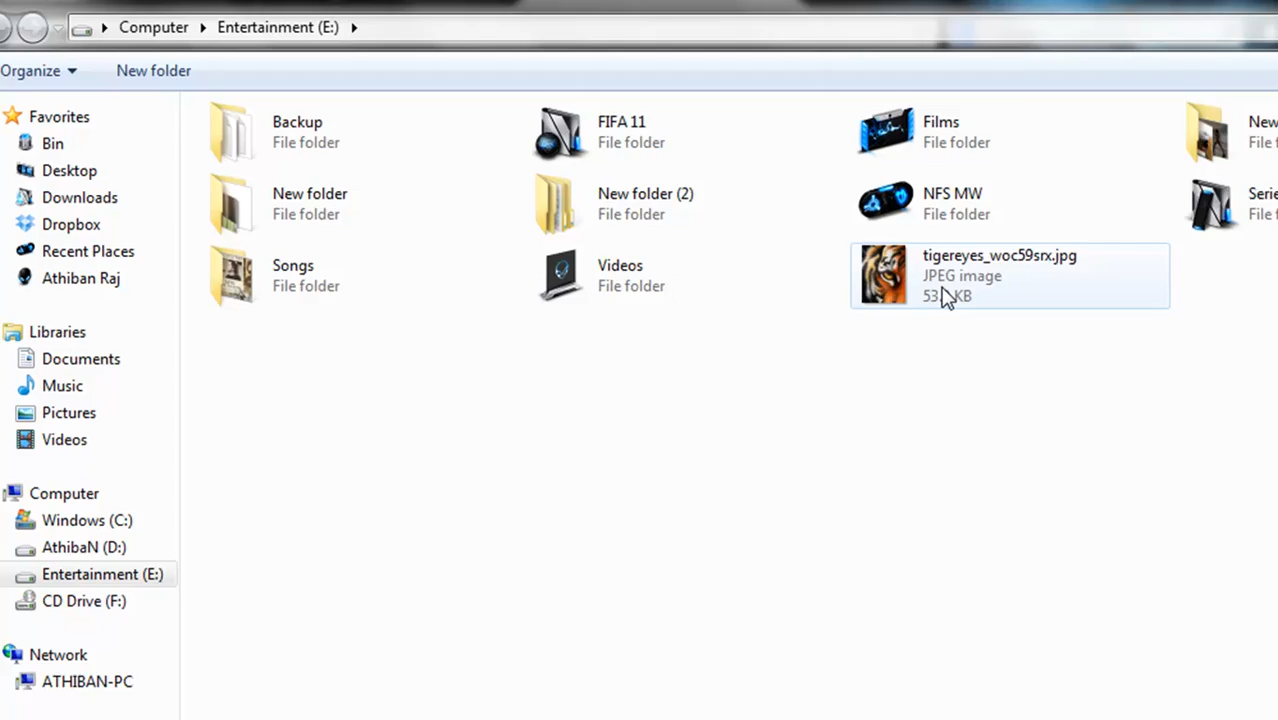 Computer Entertainment (E:)
Organize New folder
Favorites
Bin
Desktop
Downloads
Dropbox
Recent Places
Athiban Raj
Libraries
Documents
Music
Pictures
Videos
Computer
Windows (C:)
AthibaN (D:)
Entertainment (E:)
CD Drive (F:)
Network
ATHIBAN-PC
Backup
File folder
FIFA 11
File folder
Films
File folder
New
File
New folder
File folder
New folder (2)
File folder
NFS MW
File folder
Songs
File folder
Videos
File folder
tigereyes_woc59srx.jpg
JPEG image
KB